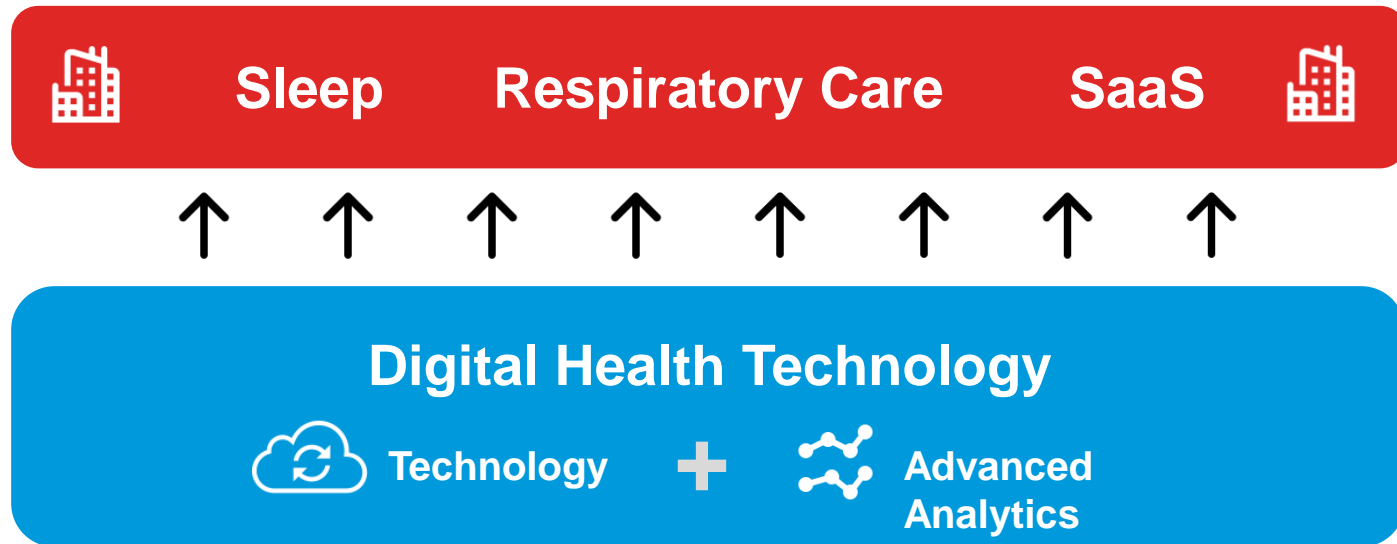 Sleep Respiratory Care SaaS
Digital Health Technology
Technology + Advanced
Analytics